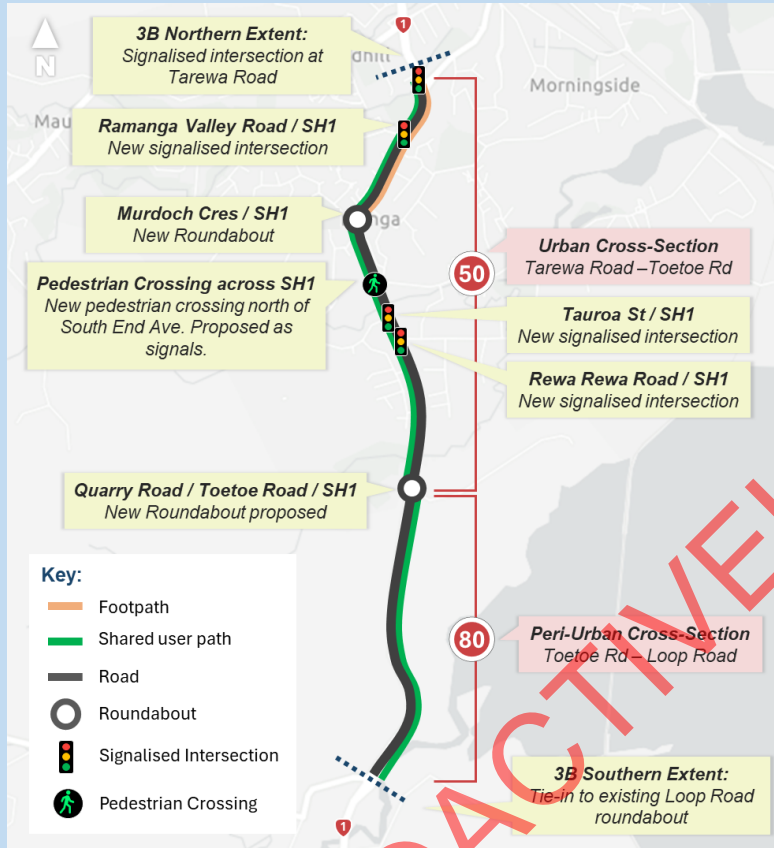 1
3B Northern Extent:
Signalised intersection at
Tarewa Road
N
Morningside
Ramanga Valley Road / SH1
New signalised intersection
Murdoch Cres / SH1
New Roundabout
50
Urban Cross-Section
Tarewa Road –Toetoe Rd
Pedestrian Crossing across SH1
New pedestrian crossing north of
South End Ave. Proposed as
signals.
Tauroa St / SH1
New signalised intersection
Rewa Rewa Road / SH1
New signalised intersection
Quarry Road / Toetoe Road / SH1
New Roundabout proposed
Key:
Footpath
Shared user path
Road
Roundabout
Signalised Intersection
Pedestrian Crossing
80
Peri-Urban Cross-Section
Toetoe Rd – Loop Road
3B Southern Extent:
Tie-in to existing Loop Road
roundabout
1